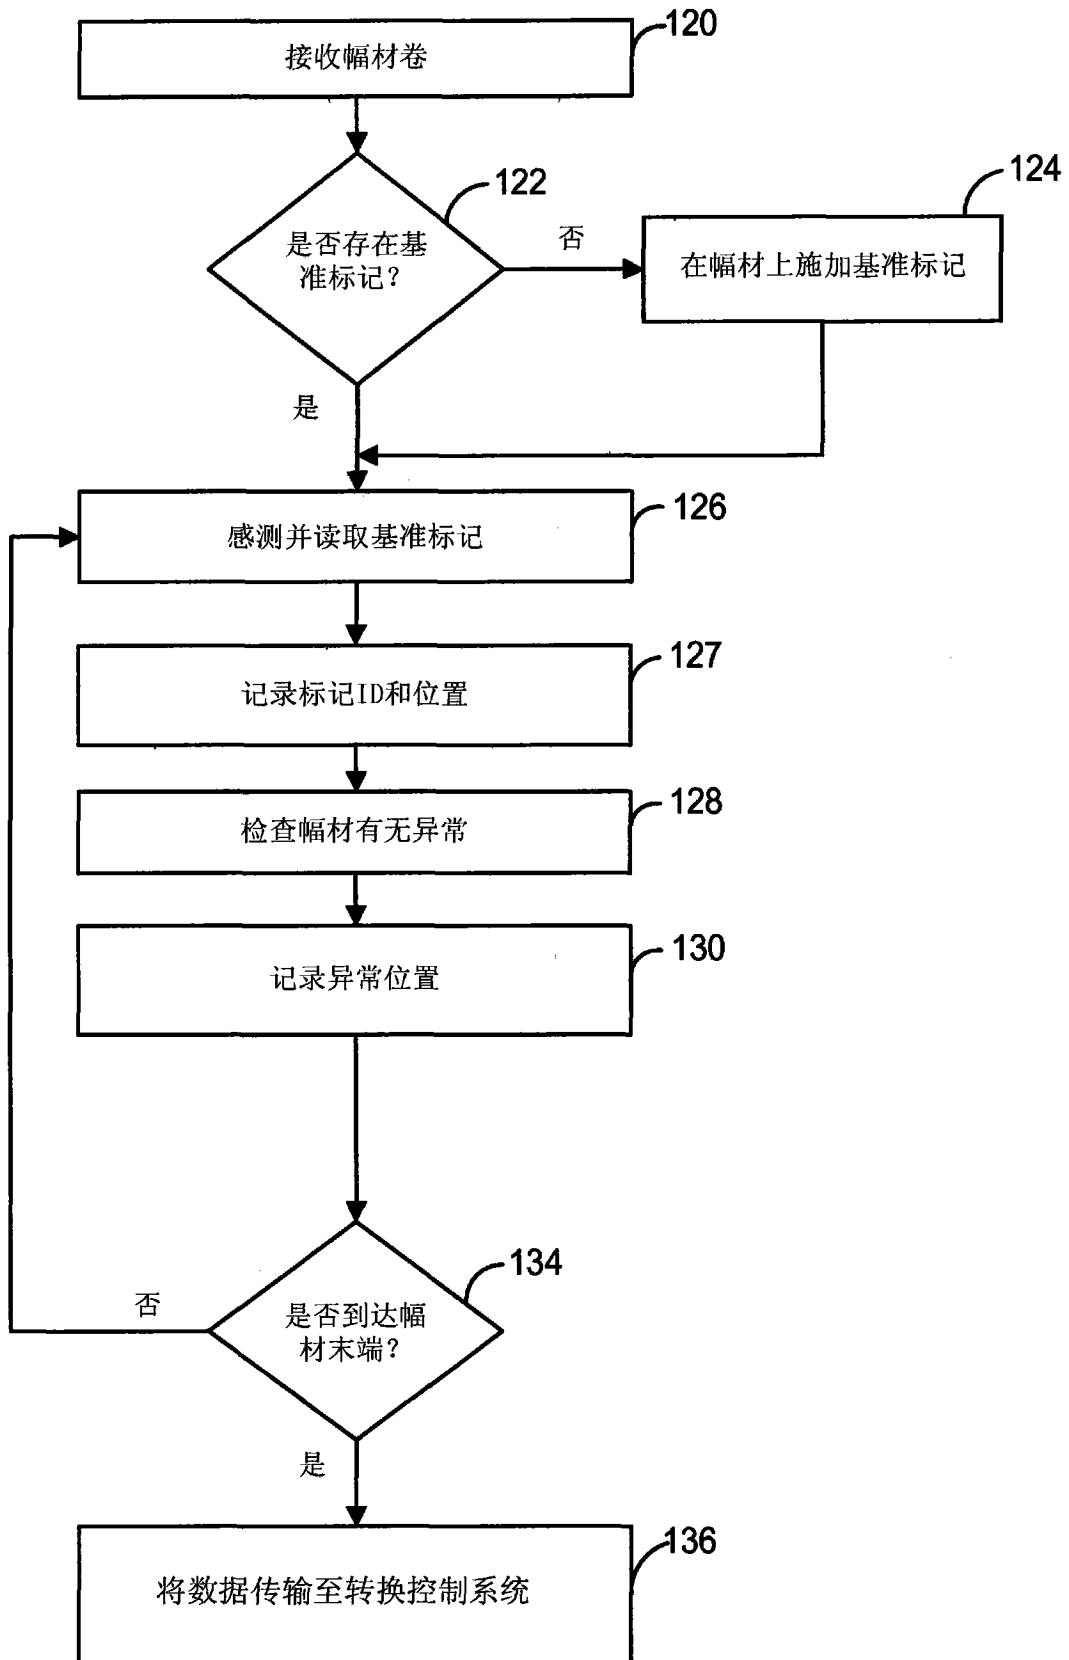 接收幅材卷
120
是否存在基
准标记？
122
否
124
在幅材上施加基准标记
是
感测并读取基准标记
126
记录标记ID和位置
127
检查幅材有无异常
128
记录异常位置
130
是否到达幅
材末端？
134
否
是
将数据传输至转换控制系统
136